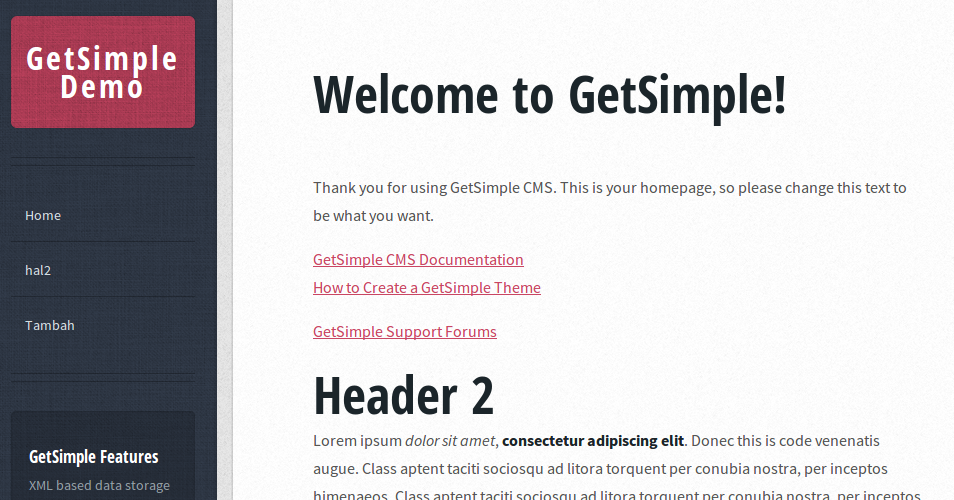 GetSimple
Demo
Home
hal2
Tambah
GetSimple Features
XML based data storage
Welcome to GetSimple!
Thank you for using GetSimple CMS. This is your homepage, so please change this text to
be what you want.
GetSimple CMS Documentation
How to Create a GetSimple Theme
GetSimple Support Forums
Header 2
Lorem ipsum dolor sit amet, consectetur adipiscing elit. Donec this is code venenatis
augue. Class aptent taciti sociosqu ad litora torquent per conubia nostra, per inceptos
himenaeos. Class aptent taciti sociosqu ad litora torquent per conubia nostra, per inceptos